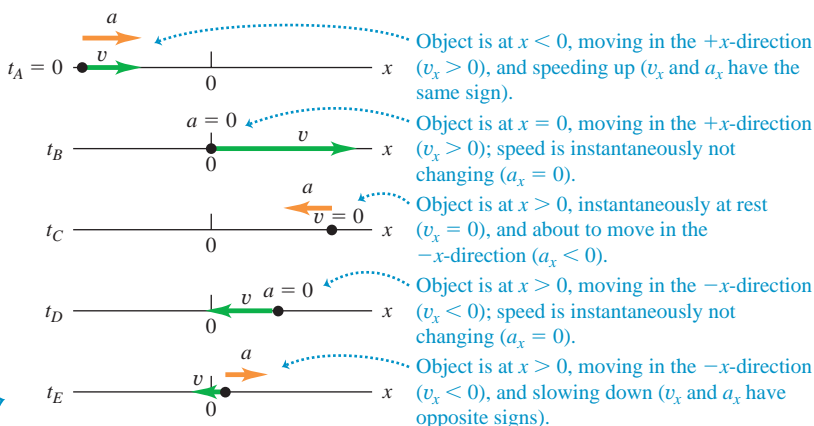 a
v
t_A = 0
x
0
Object is at x < 0, moving in the +x-direction
(v_x > 0), and speeding up (v_x and a_x have the
same sign).
a = 0
v
t_B
x
0
Object is at x = 0, moving in the +x-direction
(v_x > 0); speed is instantaneously not
changing (a_x = 0).
a
v = 0
t_C
x
0
Object is at x > 0, instantaneously at rest
(v_x = 0), and about to move in the
−x-direction (a_x < 0).
v
a = 0
t_D
x
0
Object is at x > 0, moving in the −x-direction
(v_x < 0); speed is instantaneously not
changing (a_x = 0).
a
v
t_E
x
0
Object is at x > 0, moving in the −x-direction
(v_x < 0), and slowing down (v_x and a_x have
opposite signs).